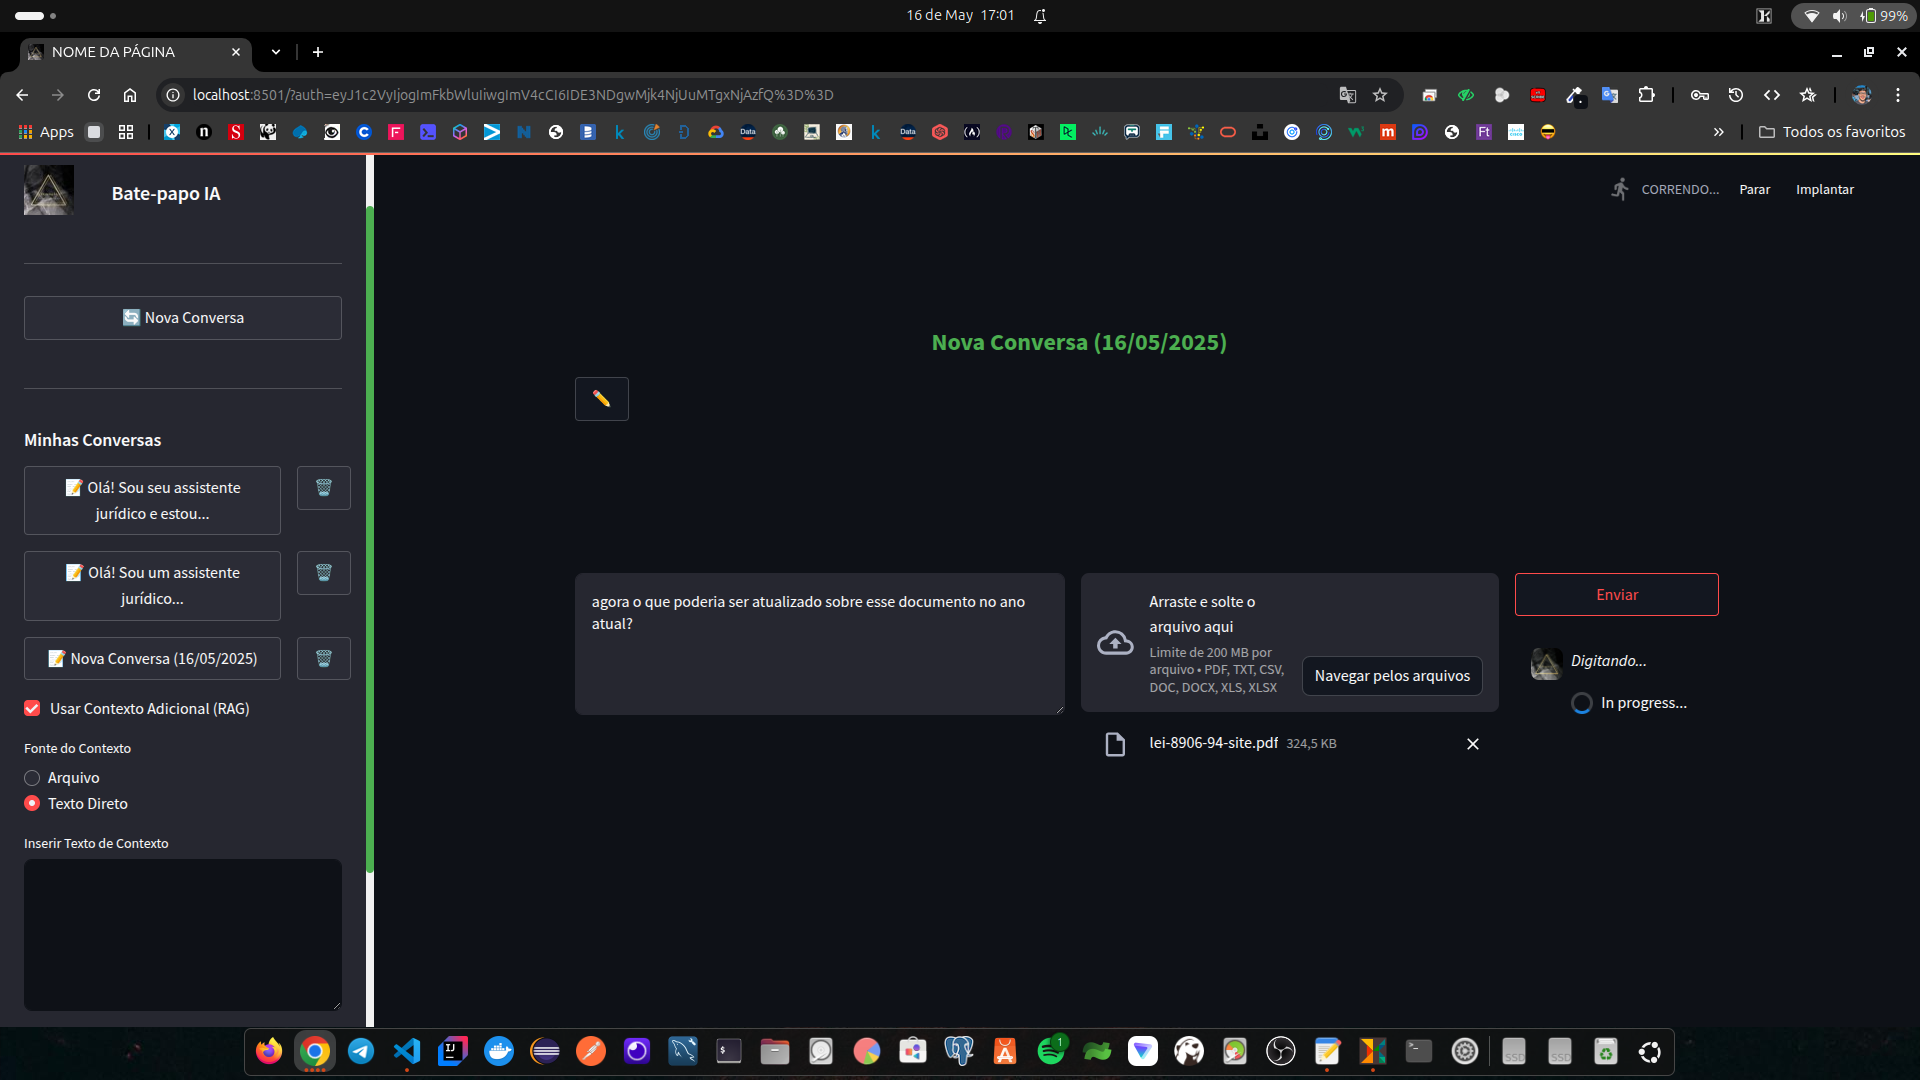 16 de May 17:01
99%
NOME DA PÁGINA
localhost:8501/?auth=eyJ1c2VyIjogImFkbWluIiwgImV4cCI6IDE3NDgwMjk4NjUuMTgxNjAzfQ%3D%3D
Apps
Todos os favoritos
Bate-papo IA
CORRENDO...
Parar
Implantar
Nova Conversa
Nova Conversa (16/05/2025)
Minhas Conversas
Olá! Sou seu assistente
jurídico e estou...
Olá! Sou um assistente
jurídico...
Nova Conversa (16/05/2025)
Usar Contexto Adicional (RAG)
Fonte do Contexto
Arquivo
Texto Direto
Inserir Texto de Contexto
agora o que poderia ser atualizado sobre esse documento no ano
atual?
Arraste e solte o
arquivo aqui
Limite de 200 MB por
arquivo • PDF, TXT, CSV,
DOC, DOCX, XLS, XLSX
Navegar pelos arquivos
lei-8906-94-site.pdf 324,5 KB
Enviar
Digitando...
In progress...